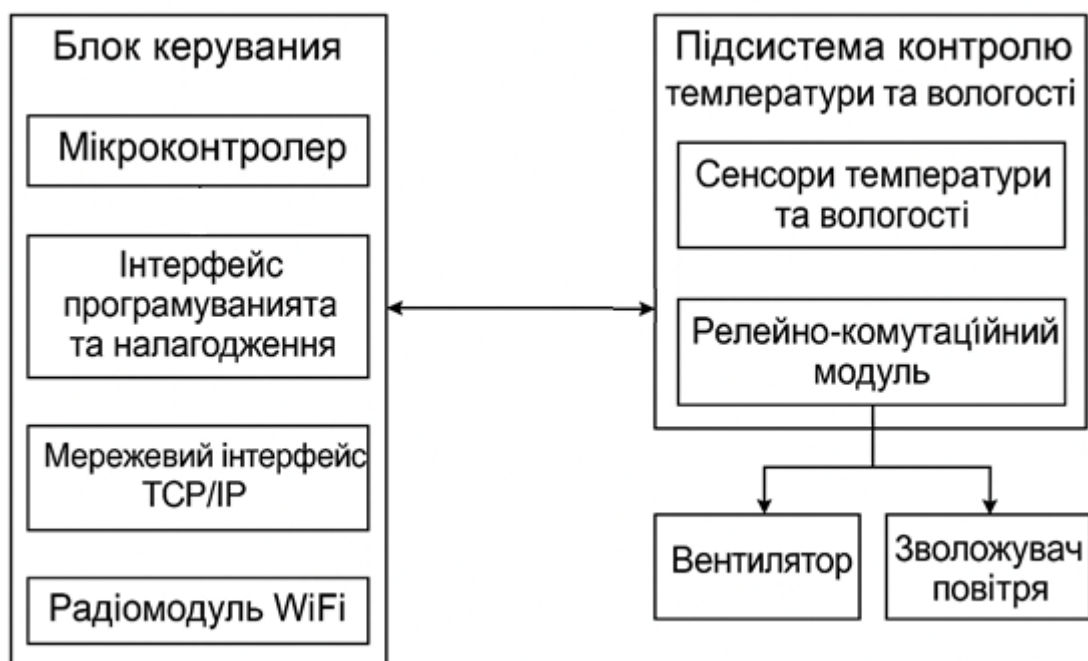 Блок керування
Мікроконтролер
Інтерфейс
програмуванията
та налагодження
Мережевий інтерфейс
TCP/IP
Радіомодуль WiFi
Підсистема контролю
темлератури та вологості
Сенсори температури
та вологості
Релейно-комутаційний
модуль
Вентилятор
Зволожувач
повітря